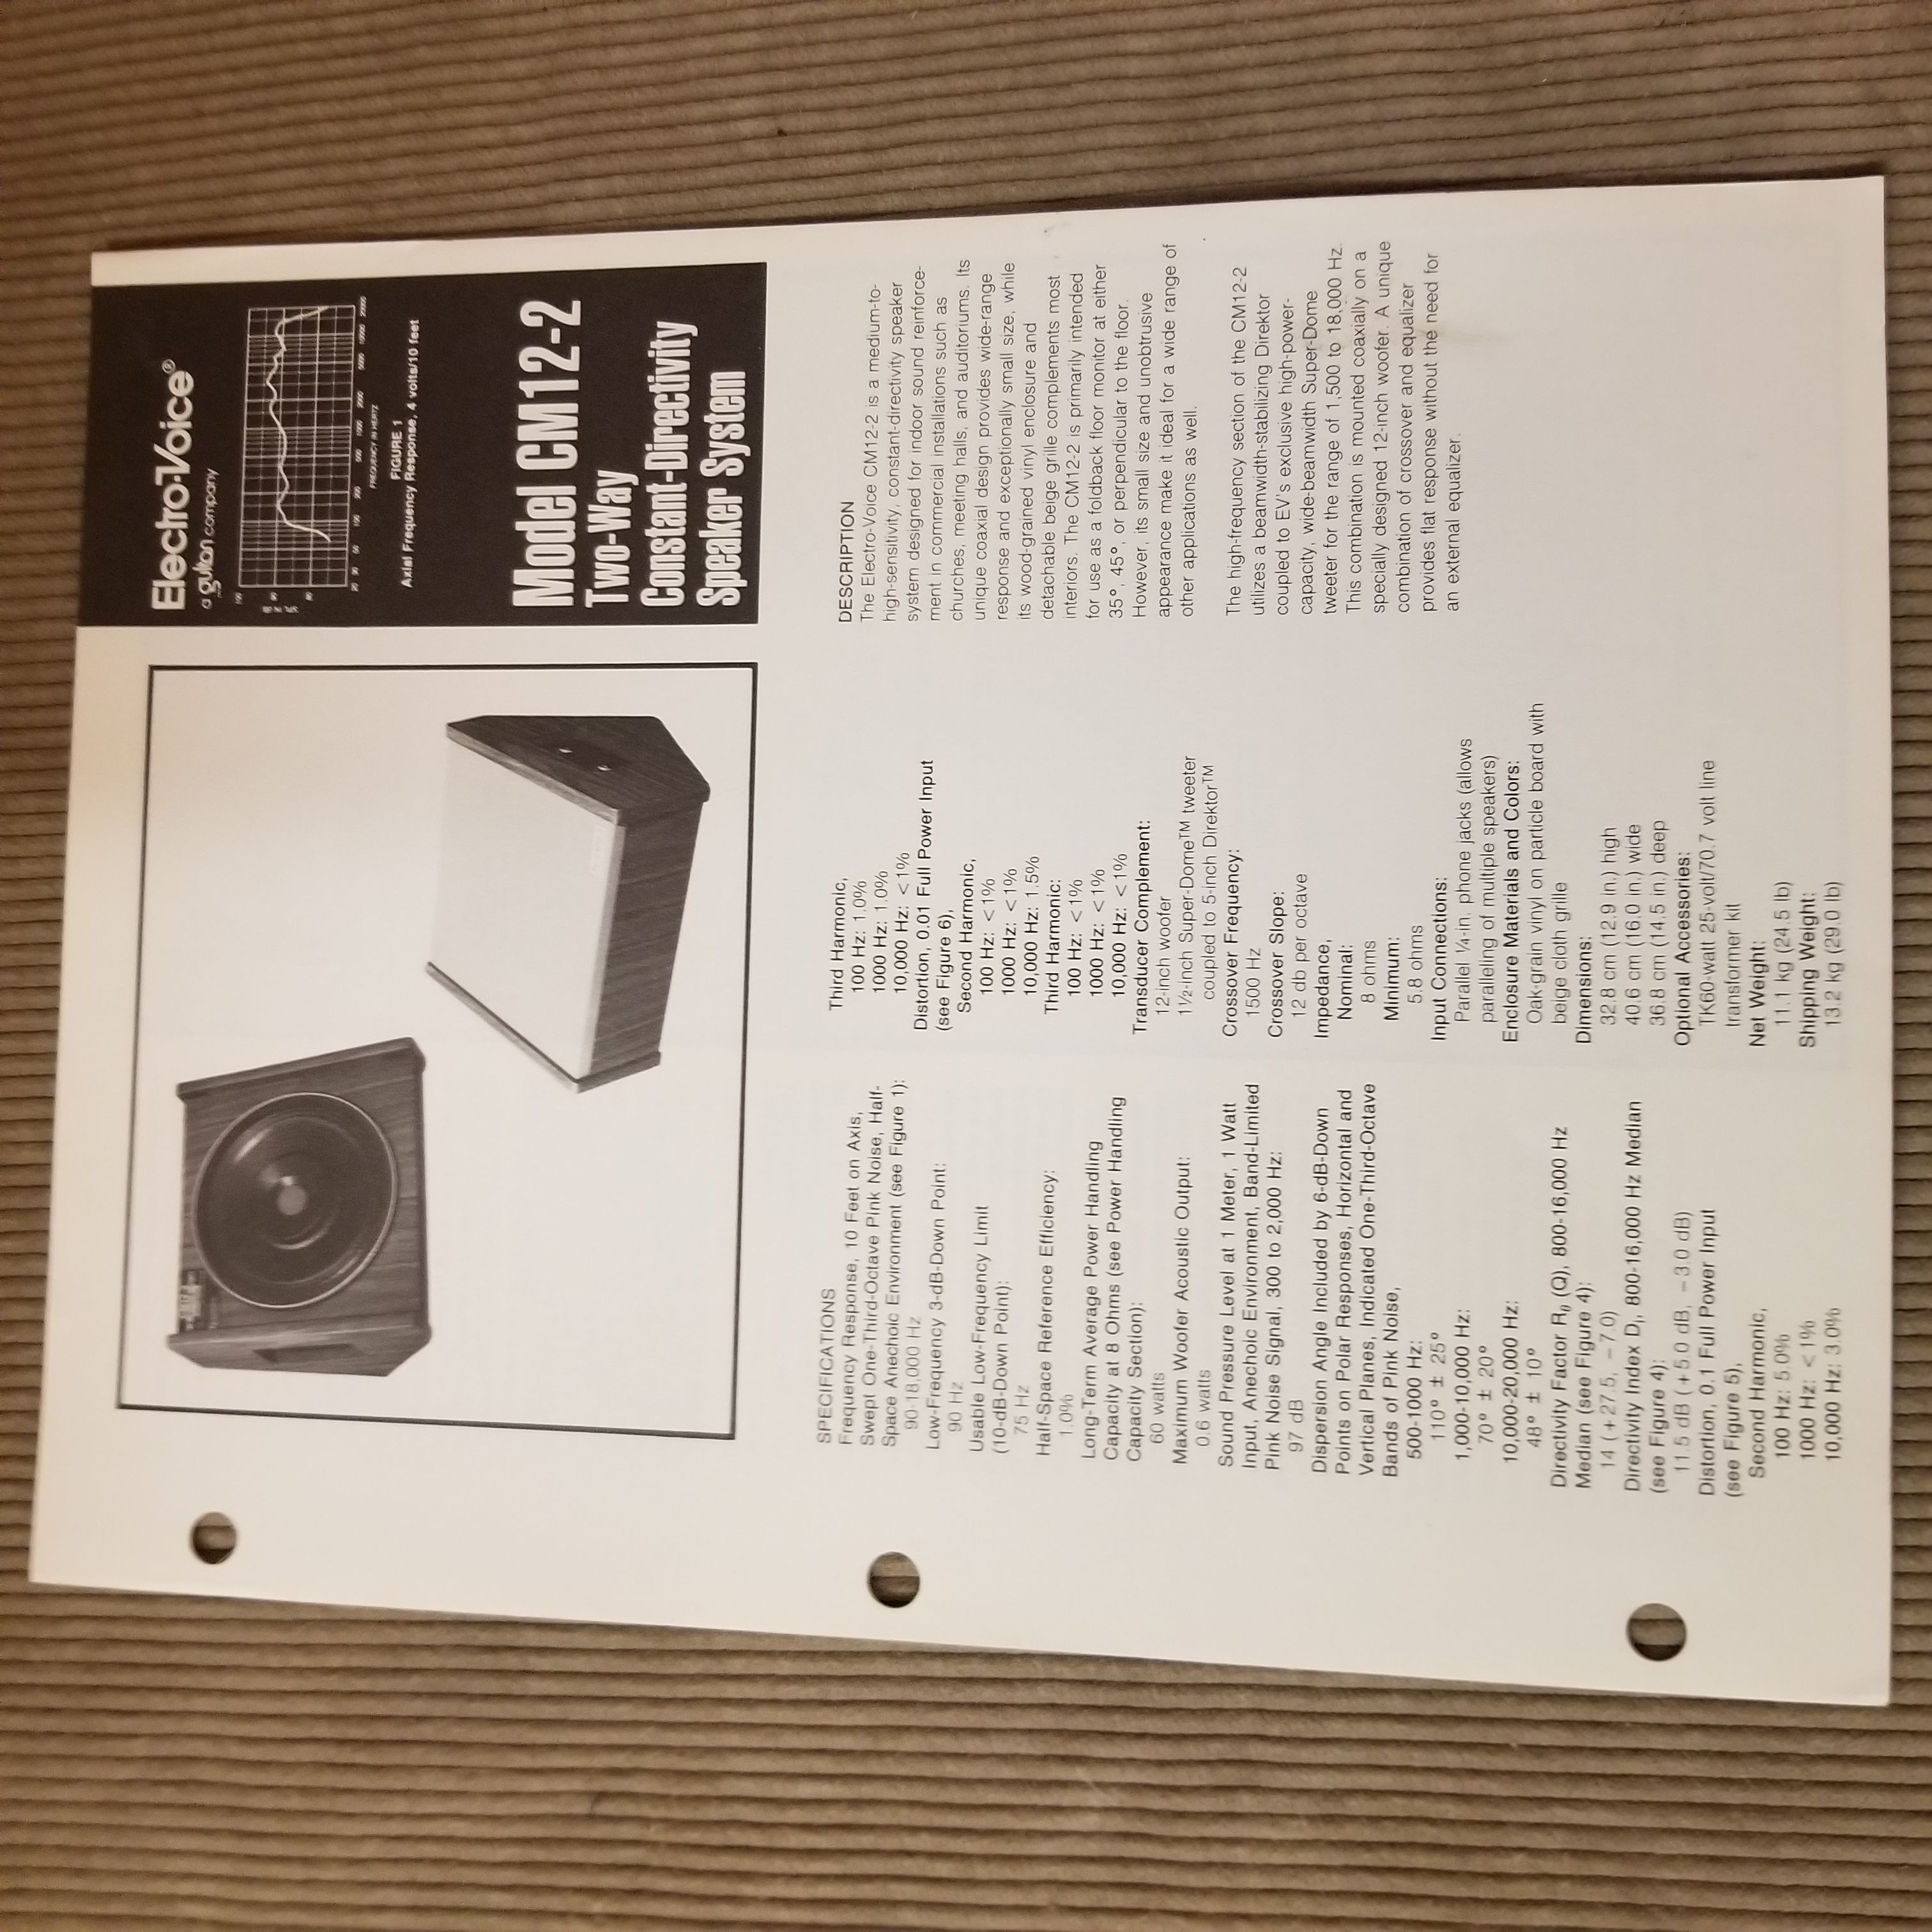 Electro-Voice®
a gulton company
FIGURE 1
Axial Frequency Response, 4 volts/10 feet
FREQUENCY IN HERTZ
Model CM12-2
Two-Way
Constant-Directivity
Speaker System
SPECIFICATIONS
Frequency Response, 10 Feet on Axis,
Swept One-Third-Octave Pink Noise, Half-
Space Anechoic Environment (see Figure 1):
90-18,000 Hz
Low-Frequency 3-dB-Down Point:
90 Hz
Usable Low-Frequency Limit
(10-dB-Down Point):
75 Hz
Half-Space Reference Efficiency:
1.0%
Long-Term Average Power Handling
Capacity at 8 Ohms (see Power Handling
Capacity Section):
60 watts
Maximum Woofer Acoustic Output:
0.6 watts
Sound Pressure Level at 1 Meter, 1 Watt
Input, Anechoic Environment, Band-Limited
Pink Noise Signal, 300 to 2,000 Hz:
97 dB
Dispersion Angle Included by 6-dB-Down
Points on Polar Responses, Horizontal and
Vertical Planes, Indicated One-Third-Octave
Bands of Pink Noise,
500-1000 Hz:
110° ± 25°
1,000-10,000 Hz:
70° ± 20°
10,000-20,000 Hz:
48° ± 10°
Directivity Factor Rθ (Q), 800-16,000 Hz
Median (see Figure 4):
14 (+27.5, −7.0)
Directivity Index Di, 800-16,000 Hz Median
(see Figure 4):
11.5 dB (+5.0 dB, −3.0 dB)
Distortion, 0.1 Full Power Input
(see Figure 5),
Second Harmonic,
100 Hz: 5.0%
1000 Hz: <1%
10,000 Hz: 3.0%
Third Harmonic,
100 Hz: 1.0%
1000 Hz: 1.0%
10,000 Hz: <1%
Distortion, 0.01 Full Power Input
(see Figure 6),
Second Harmonic,
100 Hz: <1%
1000 Hz: <1%
10,000 Hz: 1.5%
Third Harmonic:
100 Hz: <1%
1000 Hz: <1%
10,000 Hz: <1%
Transducer Complement:
12-inch woofer
1½-inch Super-Dome™ tweeter
coupled to 5-inch Direktor™
Crossover Frequency:
1500 Hz
Crossover Slope:
12 db per octave
Impedance,
Nominal:
8 ohms
Minimum:
5.8 ohms
Input Connections:
Parallel ¼-in. phone jacks (allows
paralleling of multiple speakers)
Enclosure Materials and Colors:
Oak-grain vinyl on particle board with
beige cloth grille
Dimensions:
32.8 cm (12.9 in.) high
40.6 cm (16.0 in.) wide
36.8 cm (14.5 in.) deep
Optional Accessories:
TK60-watt 25-volt/70.7 volt line
transformer kit
Net Weight:
11.1 kg (24.5 lb)
Shipping Weight:
13.2 kg (29.0 lb)
DESCRIPTION
The Electro-Voice CM12-2 is a medium-to-
high-sensitivity, constant-directivity speaker
system designed for indoor sound reinforce-
ment in commercial installations such as
churches, meeting halls, and auditoriums. Its
unique coaxial design provides wide-range
response and exceptionally small size, while
its wood-grained vinyl enclosure and
detachable beige grille complements most
interiors. The CM12-2 is primarily intended
for use as a foldback floor monitor at either
35°, 45°, or perpendicular to the floor.
However, its small size and unobtrusive
appearance make it ideal for a wide range of
other applications as well.
The high-frequency section of the CM12-2
utilizes a beamwidth-stabilizing Direktor
coupled to EV's exclusive high-power-
capacity, wide-beamwidth Super-Dome
tweeter for the range of 1,500 to 18,000 Hz.
This combination is mounted coaxially on a
specially designed 12-inch woofer. A unique
combination of crossover and equalizer
provides flat response without the need for
an external equalizer.